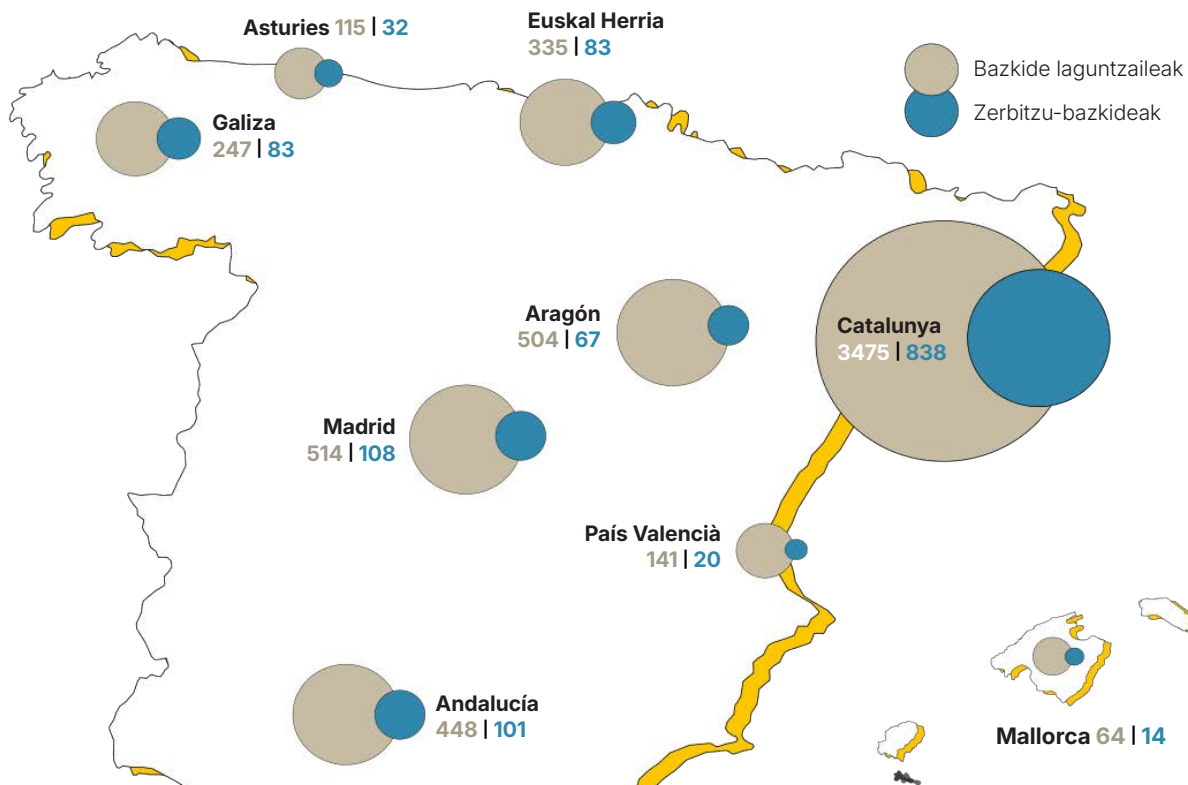 Asturies 115 | 32
Euskal Herria
335 | 83
Bazkide laguntzaileak
Zerbitzu-bazkideak
Galiza
247 | 83
Aragón
504 | 67
Catalunya
3475 | 838
Madrid
514 | 108
País Valencià
141 | 20
Andalucía
448 | 101
Mallorca 64 | 14